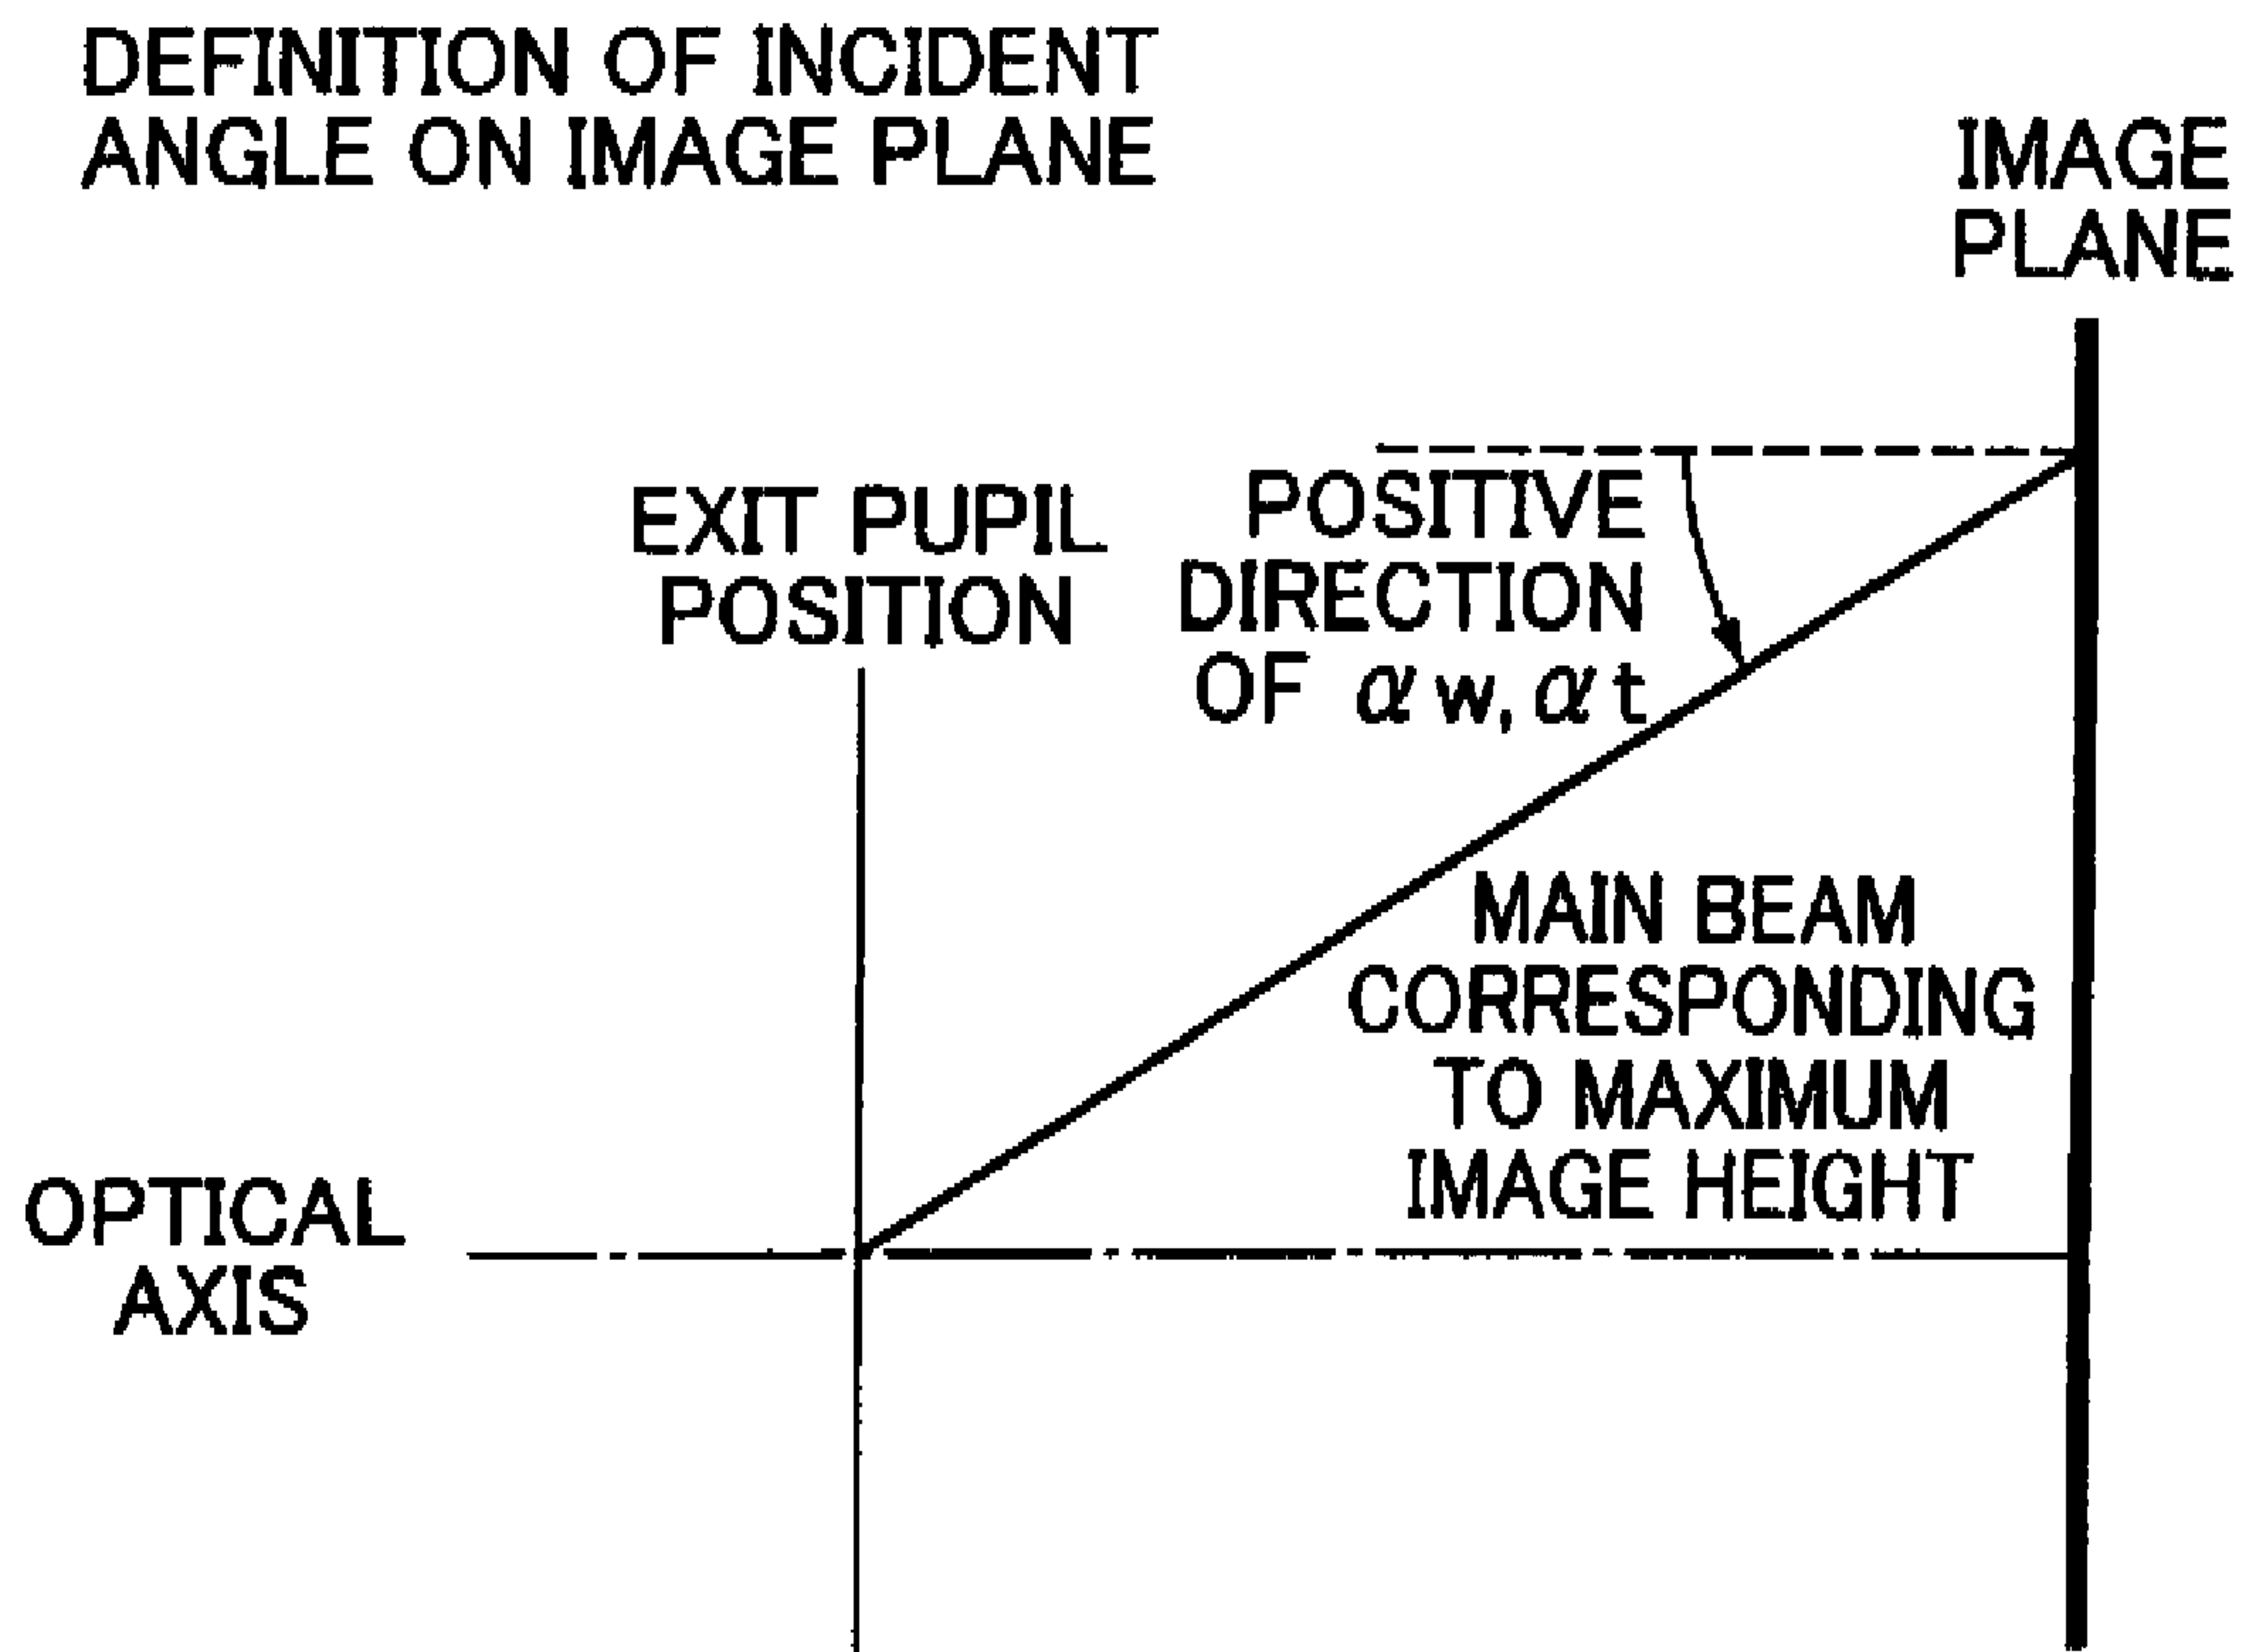 DEFINITION OF INCIDENT
ANGLE ON IMAGE PLANE
IMAGE
PLANE
EXIT PUPIL
POSITION
POSITIVE
DIRECTION
OF αw, αt
MAIN BEAM
CORRESPONDING
TO MAXIMUM
IMAGE HEIGHT
OPTICAL
AXIS